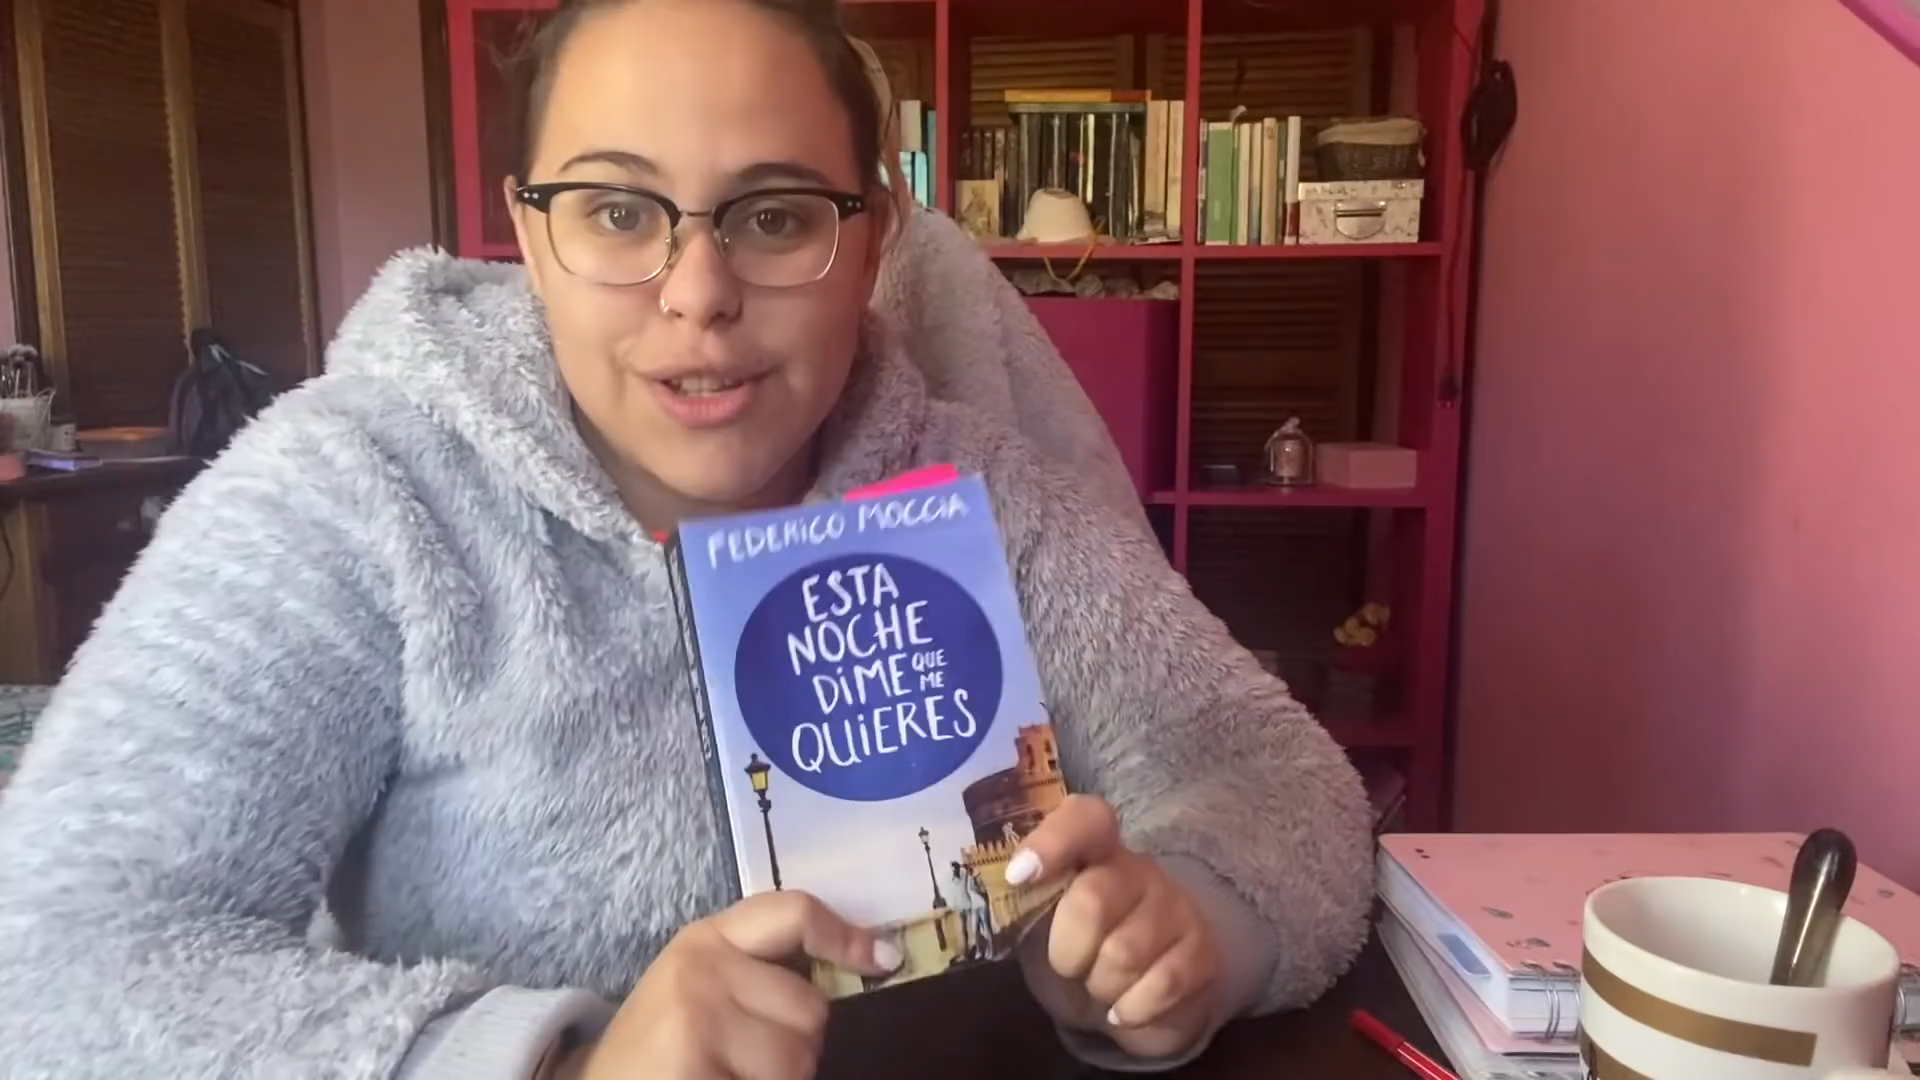 FEDERICO MOCCIA
ESTA
NOCHE
DIME QUE ME
QUIERES